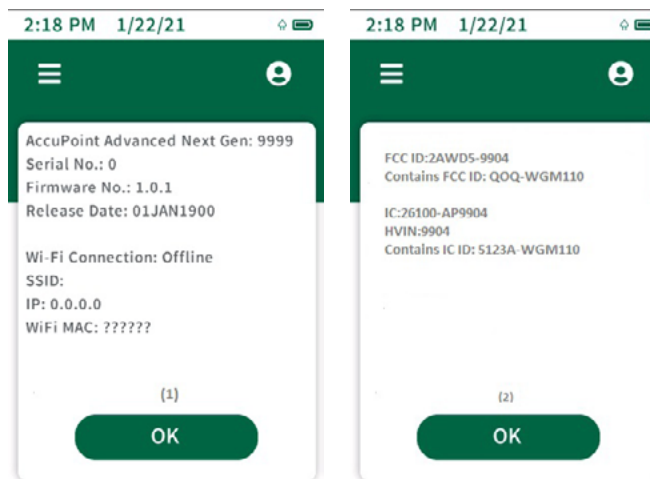 2:18 PM 1/22/21
AccuPoint Advanced Next Gen: 9999
Serial No.: 0
Firmware No.: 1.0.1
Release Date: 01JAN1900
Wi-Fi Connection: Offline
SSID:
IP: 0.0.0.0
WiFi MAC: ??????
(1)
OK
2:18 PM 1/22/21
FCC ID:2AWD5-9904
Contains FCC ID: QOQ-WGM110
IC:26100-AP9904
HVIN:9904
Contains IC ID: 5123A-WGM110
(2)
OK